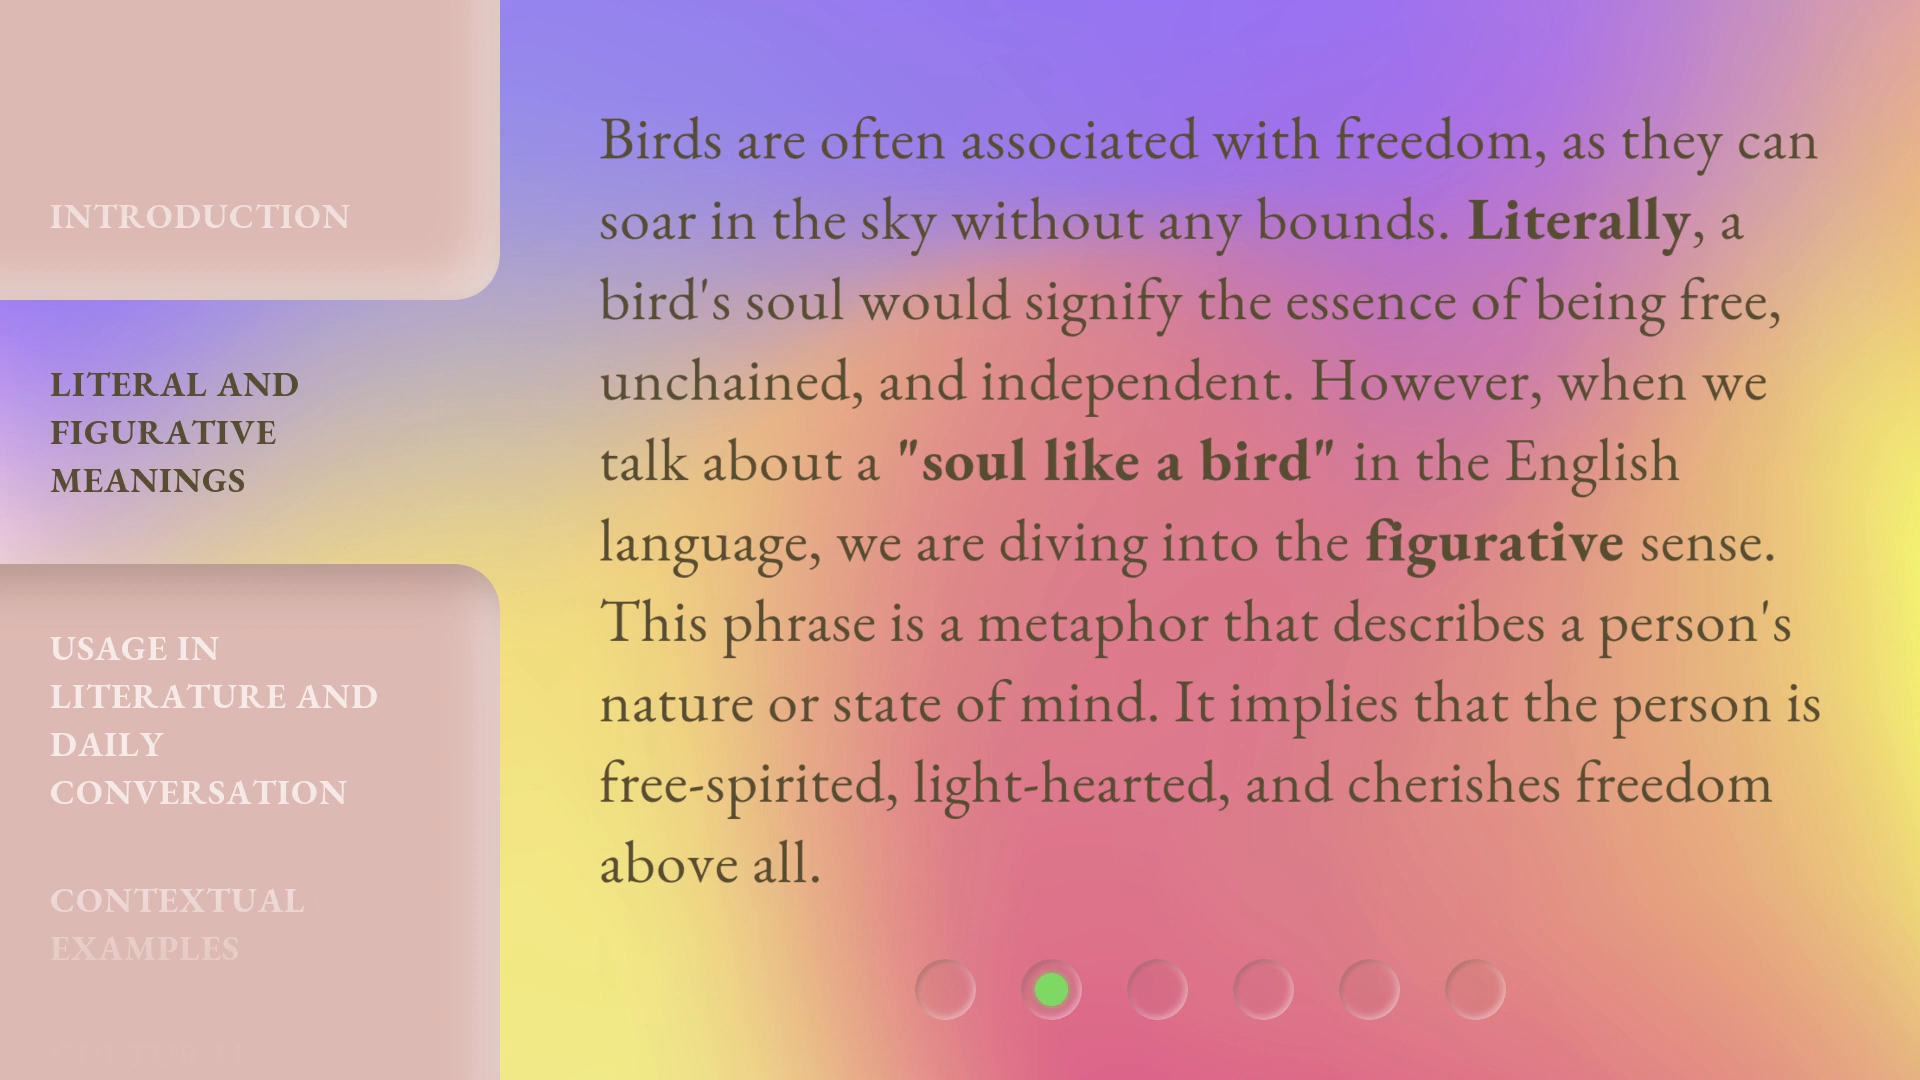 INTRODUCTION
LITERAL AND
FIGURATIVE
MEANINGS
USAGE IN
LITERATURE AND
DAILY
CONVERSATION
CONTEXTUAL
EXAMPLES
Birds are often associated with freedom, as they can
soar in the sky without any bounds. Literally, a
bird's soul would signify the essence of being free,
unchained, and independent. However, when we
talk about a "soul like a bird" in the English
language, we are diving into the figurative sense.
This phrase is a metaphor that describes a person's
nature or state of mind. It implies that the person is
free-spirited, light-hearted, and cherishes freedom
above all.